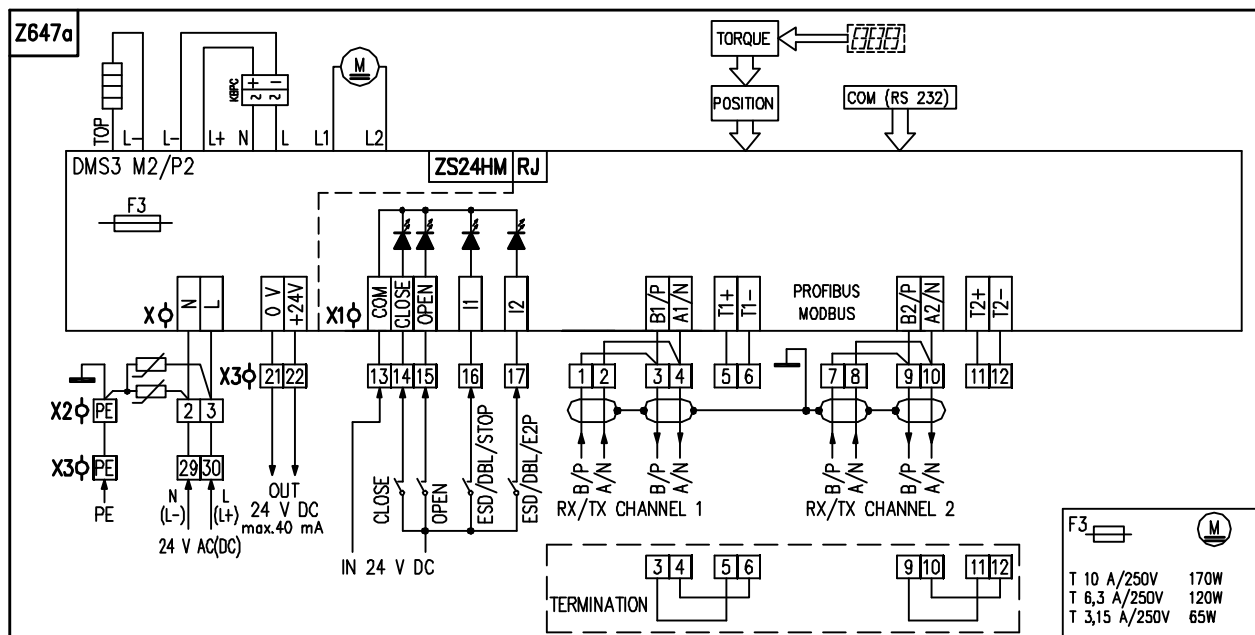 Z647a
TORQUE
POSITION
COM (RS 232)
KBPC
+ −
~ ~
M
TOP L- L- L+ N L L1 L2
DMS3 M2/P2
ZS24HM RJ
F3
X N L
0 V +24V
X1 COM CLOSE OPEN I1 I2
B1/P A1/N T1+ T1-
PROFIBUS
MODBUS
B2/P A2/N T2+ T2-
X3 21 22
13 14 15 16 17
1 2 3 4 5 6
7 8 9 10 11 12
X2 PE 2 3
X3 PE 29 30
PE
N
(L-)
L
(L+)
24 V AC(DC)
OUT
24 V DC
max.40 mA
CLOSE
OPEN
ESD/DBL/STOP
ESD/DBL/E2P
IN 24 V DC
B/P A/N B/P A/N
RX/TX CHANNEL 1
B/P A/N B/P A/N
RX/TX CHANNEL 2
TERMINATION
3 4 5 6
9 10 11 12
F3 M
T 10 A/250V 170W
T 6,3 A/250V 120W
T 3,15 A/250V 65W